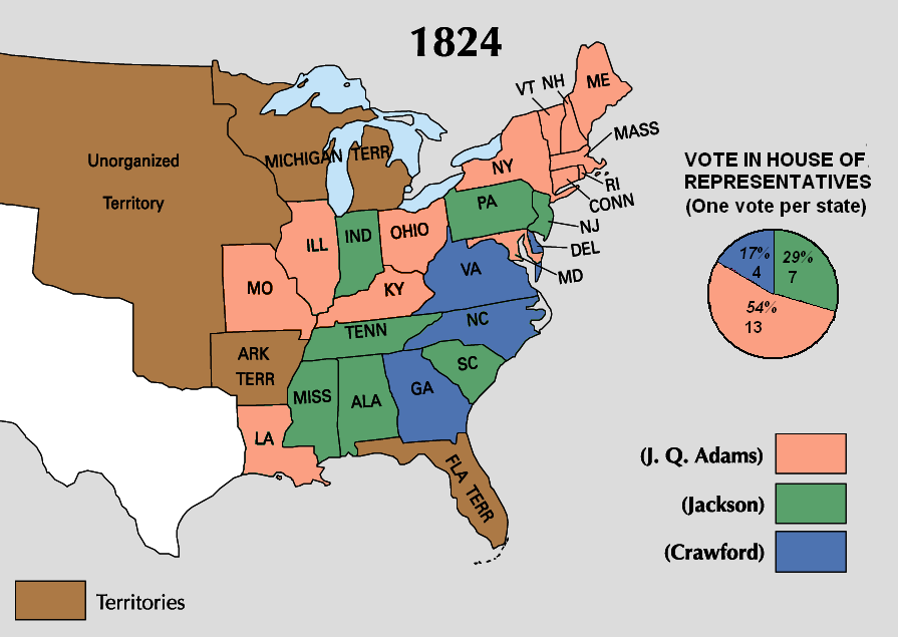 1824
VT NH
ME
MASS
NY
RI
CONN
NJ
DEL
MD
PA
MICHIGAN TERR
Unorganized
Territory
ILL
IND
OHIO
MO
KY
VA
NC
TENN
SC
ARK
TERR
MISS
ALA
GA
LA
FLA TERR
VOTE IN HOUSE OF
REPRESENTATIVES
(One vote per state)
17%
4
29%
7
54%
13
(J. Q. Adams)
(Jackson)
(Crawford)
Territories